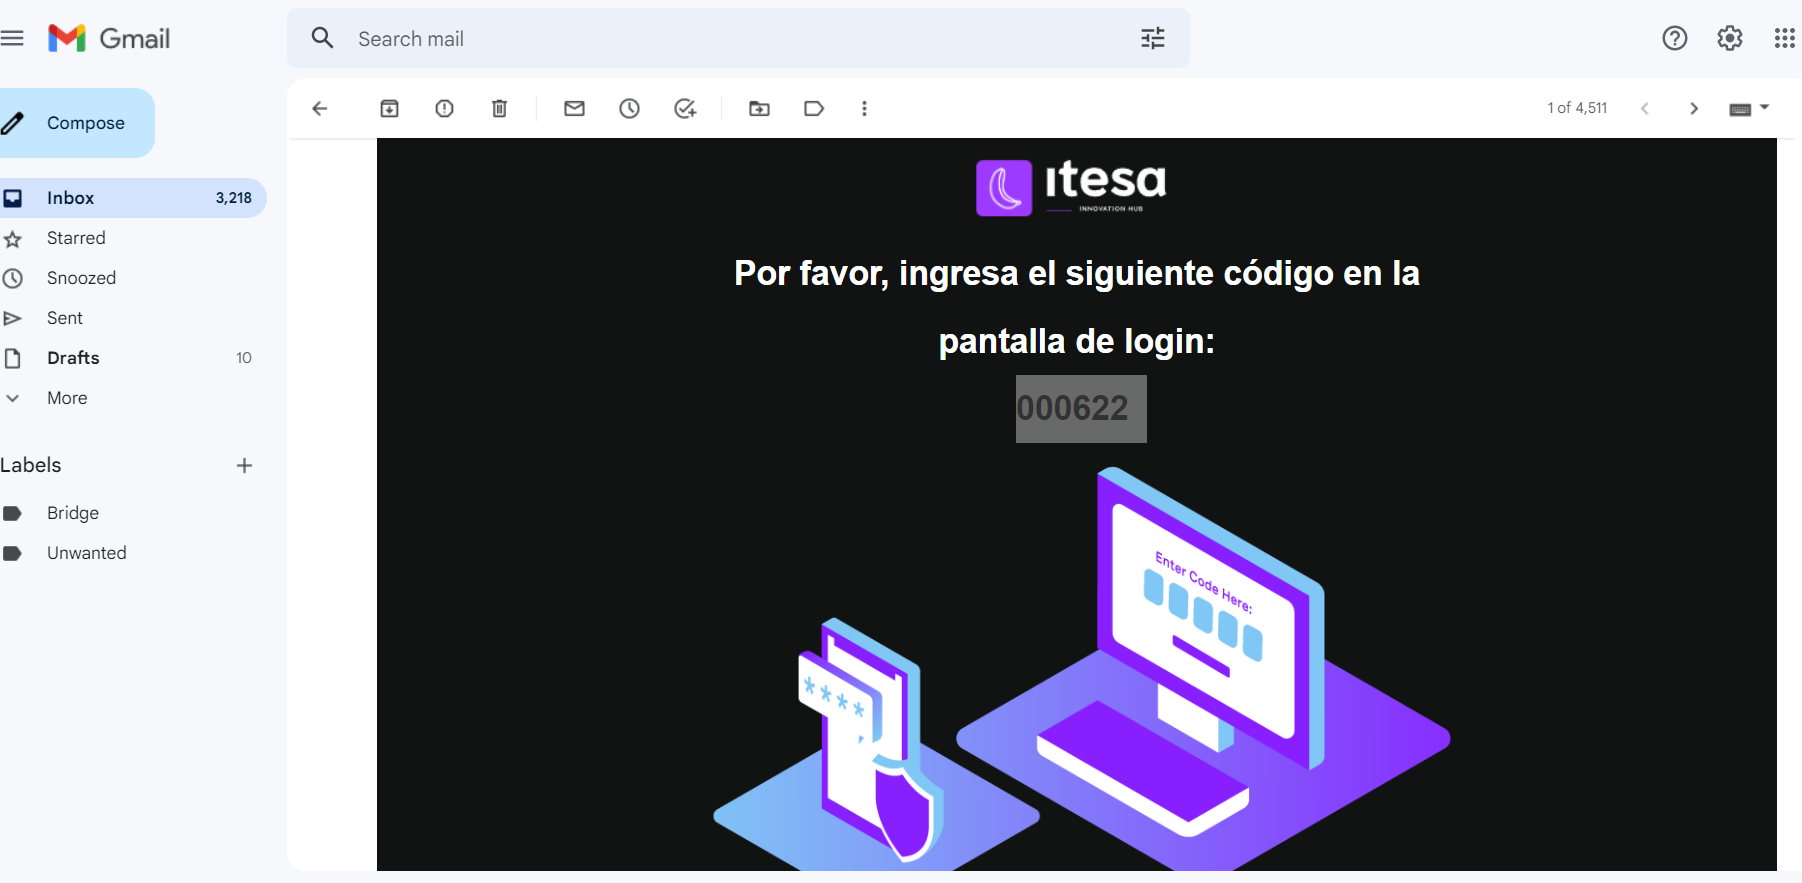 Gmail
Search mail
Compose
1 of 4,511
Inbox 3,218
Starred
Snoozed
Sent
Drafts 10
More
Labels
Bridge
Unwanted
itesa
INNOVATION HUB
Por favor, ingresa el siguiente código en la
pantalla de login:
000622
Enter Code Here:
****